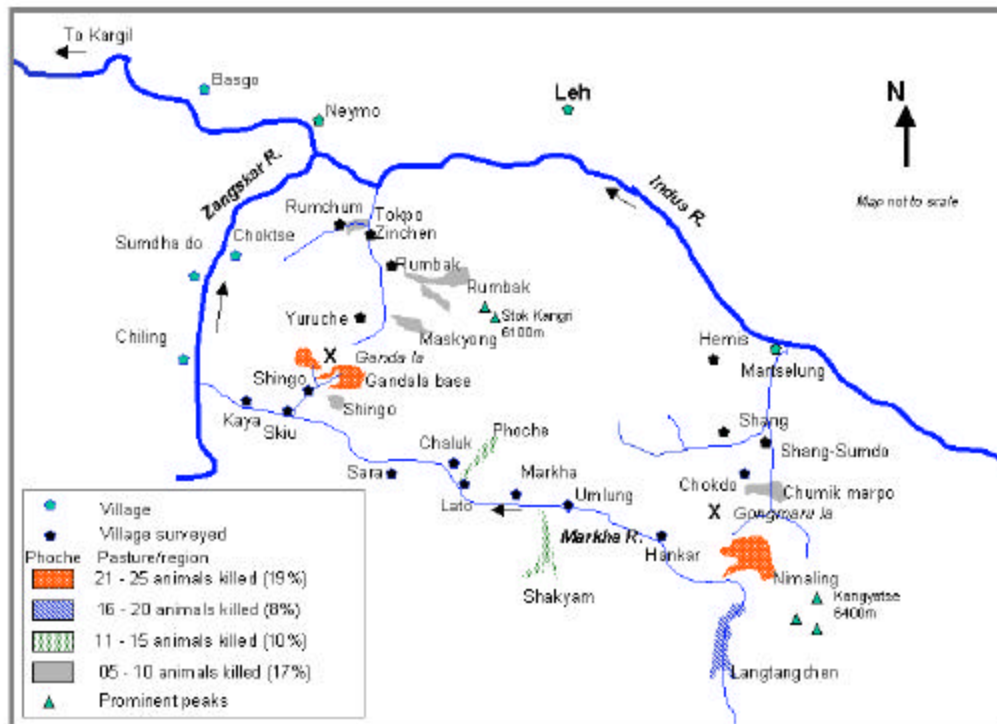 To Kargil
Basgo
Neymo
Leh
N
Zangskar R.
Indus R.
Map not to scale
Rumchum
Tokpo
Zinchen
Sumdha do
Choktse
Rumbak
Rumbak
Stok Kangri
6100m
Yuruche
Maskyong
Chiling
Ganda la
X
Hemis
Martselung
Shingo
Gandala base
Shingo
Kaya
Skiu
Phoche
Shang
Shang-Sumdo
Chaluk
Sara
Markha
Lato
Umlung
Chokdo
Chumik marpo
X
Gongmaru la
Markha R.
Hankar
Nimaling
Shakyam
Kangyatse
6400m
Langtangchen
Village
Village surveyed
Phoche Pasture/region
21 - 25 animals killed (19%)
16 - 20 animals killed (8%)
11 - 15 animals killed (10%)
05 - 10 animals killed (17%)
Prominent peaks